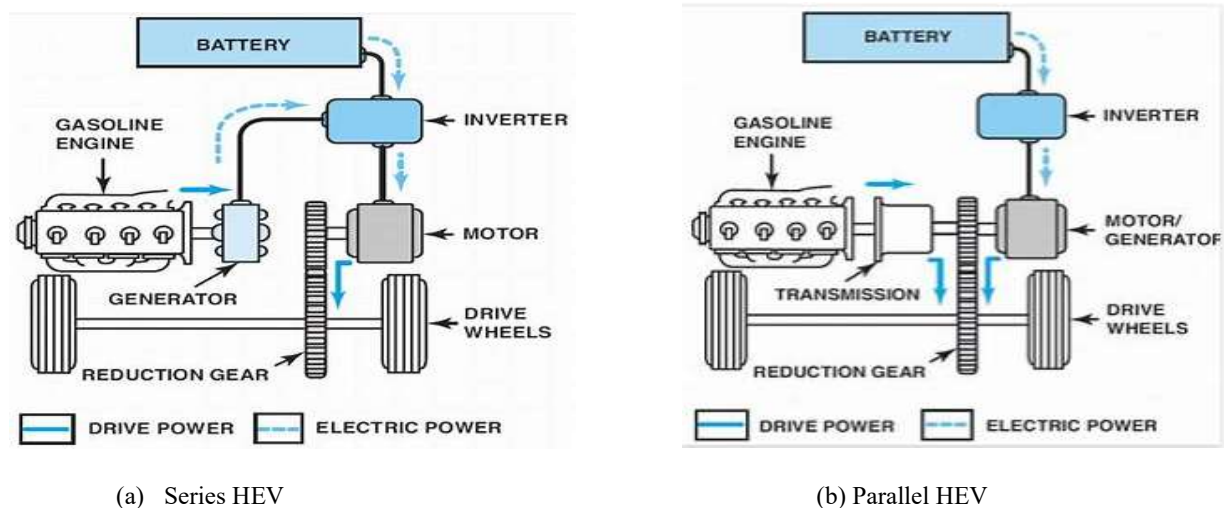 BATTERY
GASOLINE
ENGINE
INVERTER
MOTOR
GENERATOR
DRIVE
WHEELS
REDUCTION GEAR
DRIVE POWER
ELECTRIC POWER
(a) Series HEV
BATTERY
GASOLINE
ENGINE
INVERTER
MOTOR/
GENERATOR
TRANSMISSION
DRIVE
WHEELS
REDUCTION GEAR
DRIVE POWER
ELECTRIC POWER
(b) Parallel HEV